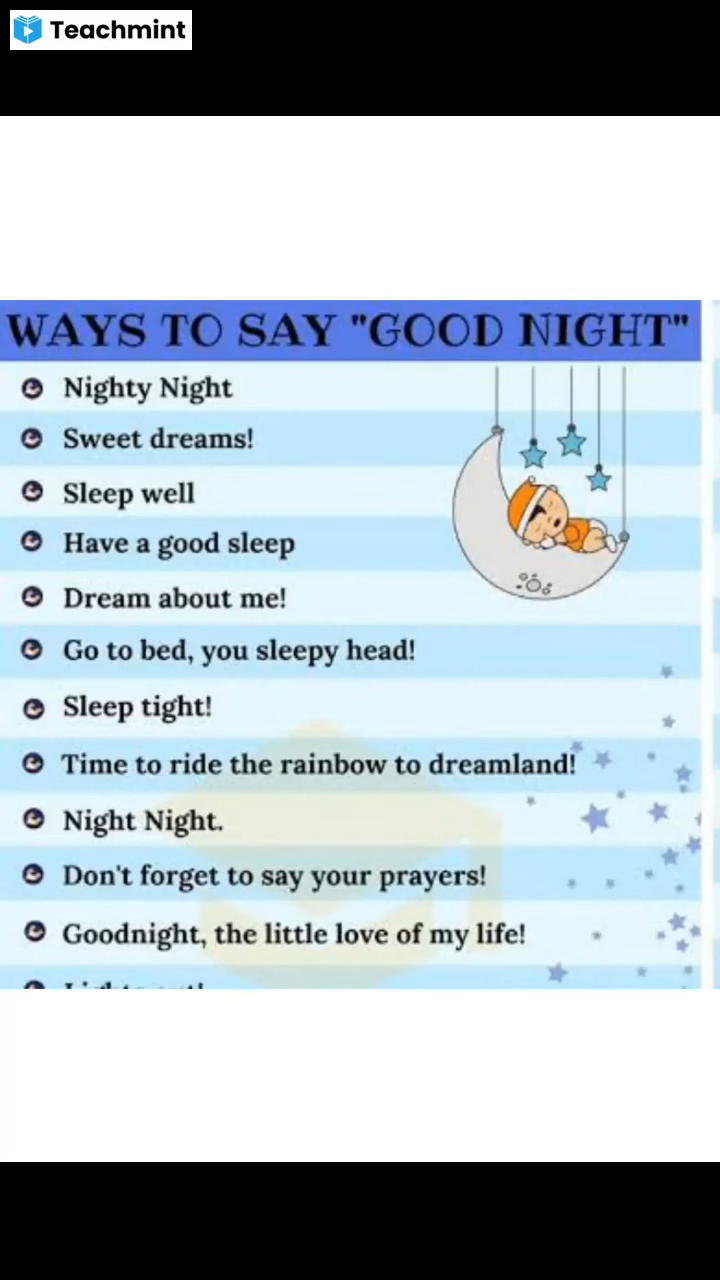 Teachmint
WAYS TO SAY "GOOD NIGHT"
Nighty Night
Sweet dreams!
Sleep well
Have a good sleep
Dream about me!
Go to bed, you sleepy head!
Sleep tight!
Time to ride the rainbow to dreamland!
Night Night.
Don't forget to say your prayers!
Goodnight, the little love of my life!